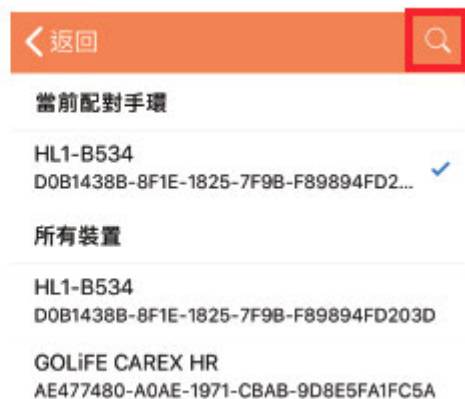 返回
當前配對手環
HL1-B534
D0B1438B-8F1E-1825-7F9B-F89894FD2...
所有裝置
HL1-B534
D0B1438B-8F1E-1825-7F9B-F89894FD203D
GOLiFE CAREX HR
AE477480-A0AE-1971-CBAB-9D8E5FA1FC5A